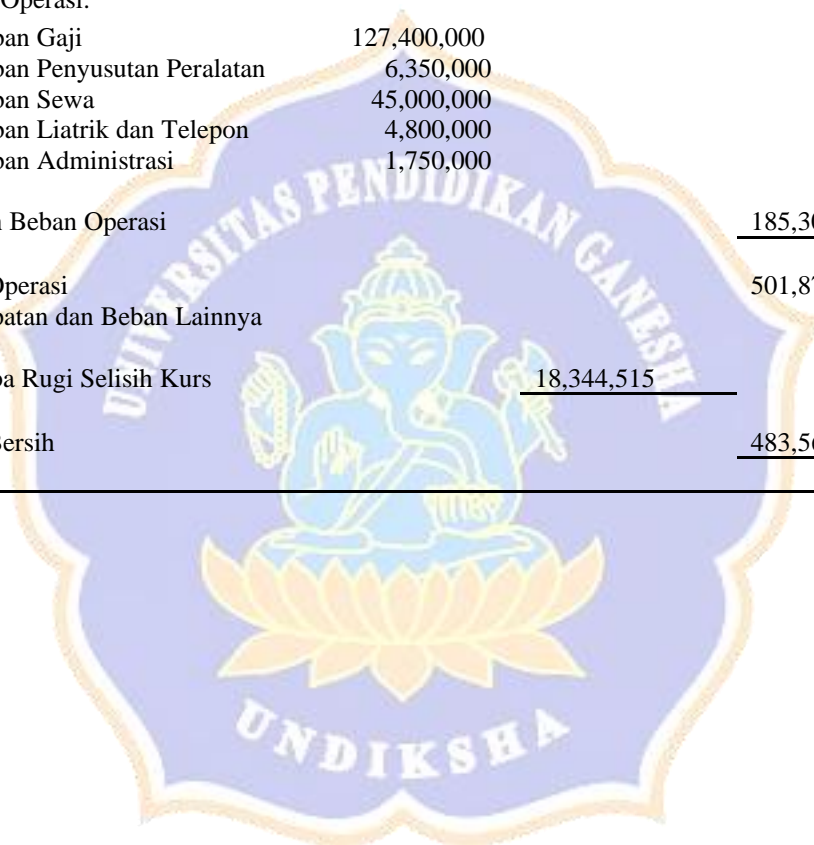 Operasi:
ban Gaji 127,400,000
ban Penyusutan Peralatan 6,350,000
ban Sewa 45,000,000
ban Liatrik dan Telepon 4,800,000
ban Administrasi 1,750,000
Beban Operasi 185,30
Operasi 501,87
patan dan Beban Lainnya
ba Rugi Selisih Kurs 18,344,515
Bersih 483,56
UNIVERSITAS PENDIDIKAN GANESHA
UNDIKSHA